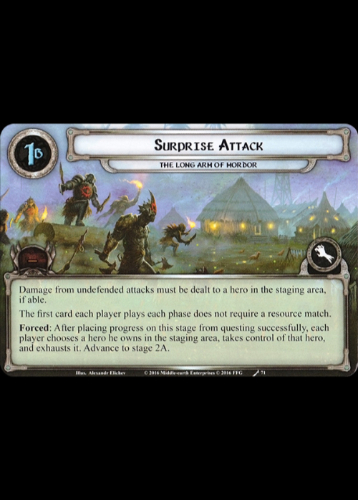 1B
SURPRISE ATTACK
THE LONG ARM OF MORDOR
Damage from undefended attacks must be dealt to a hero in the staging area,
if able.
The first card each player plays each phase does not require a resource match.
Forced: After placing progress on this stage from questing successfully, each
player chooses a hero he owns in the staging area, takes control of that hero,
and exhausts it. Advance to stage 2A.
Illus. Alexandr Elichev © 2016 Middle-earth Enterprises © 2016 FFG 71